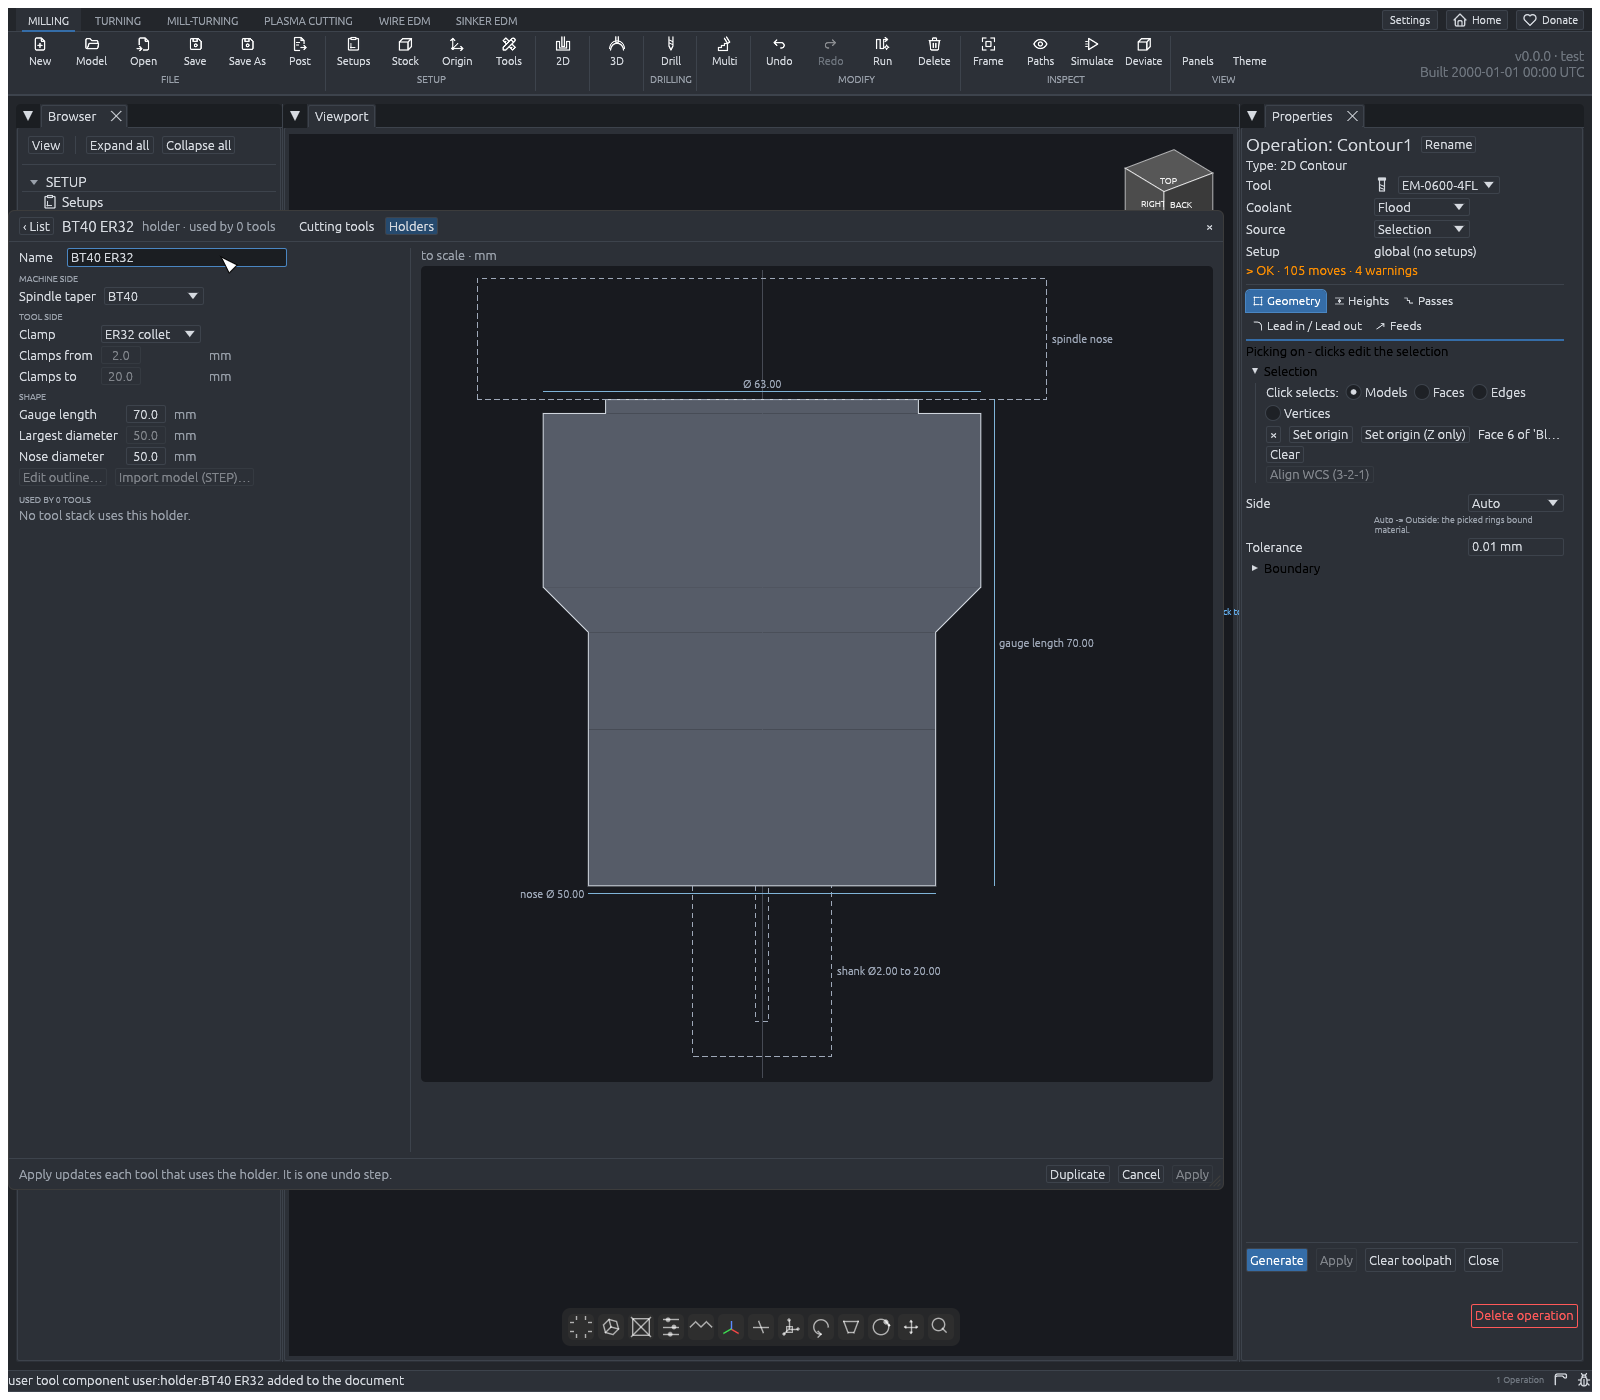 MILLING TURNING MILL-TURNING PLASMA CUTTING WIRE EDM SINKER EDM Settings Home Donate
New Model Open Save Save As Post Setups Stock Origin Tools 2D 3D Drill Multi Undo Redo Run Delete Frame Paths Simulate Deviate Panels Theme
FILE SETUP DRILLING MODIFY INSPECT VIEW
v0.0.0 · test
Built 2000-01-01 00:00 UTC
Browser Viewport Properties
View Expand all Collapse all
SETUP
Setups
TOP
RIGHT BACK
‹ List BT40 ER32 holder · used by 0 tools Cutting tools Holders ×
Name BT40 ER32
MACHINE SIDE
Spindle taper BT40
TOOL SIDE
Clamp ER32 collet
Clamps from 2.0 mm
Clamps to 20.0 mm
SHAPE
Gauge length 70.0 mm
Largest diameter 50.0 mm
Nose diameter 50.0 mm
Edit outline... Import model (STEP)...
USED BY 0 TOOLS
No tool stack uses this holder.
to scale · mm
spindle nose
Ø 63.00
gauge length 70.00
nose Ø 50.00
shank Ø2.00 to 20.00
Apply updates each tool that uses the holder. It is one undo step.
Duplicate Cancel Apply
Operation: Contour1 Rename
Type: 2D Contour
Tool EM-0600-4FL
Coolant Flood
Source Selection
Setup global (no setups)
> OK · 105 moves · 4 warnings
Geometry Heights Passes
Lead in / Lead out Feeds
Picking on - clicks edit the selection
Selection
Click selects: Models Faces Edges
Vertices
× Set origin Set origin (Z only) Face 6 of 'Bl...
Clear
Align WCS (3-2-1)
Side Auto
Auto -> Outside: the picked rings bound
material.
Tolerance 0.01 mm
Boundary
ck to
Generate Apply Clear toolpath Close
Delete operation
user tool component user:holder:BT40 ER32 added to the document
1 Operation